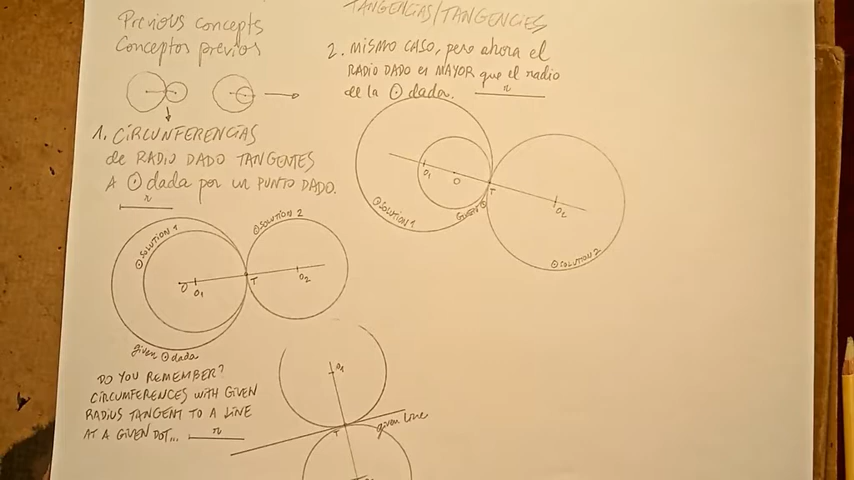 Previous concepts
Conceptos previos
1. CIRCUNFERENCIAS
de RADIO DADO TANGENTES
A ⊙ dada por un PUNTO DADO.
r
⊙ SOLUTION 1
⊙ SOLUTION 2
O O1 T O2
given ⊙ dada
DO YOU REMEMBER?
CIRCUMFERENCES WITH GIVEN
RADIUS TANGENT TO A LINE
AT A GIVEN DOT...
r
O1
T
given line
TANGENCIAS/TANGENCIES
2. MISMO CASO, pero ahora el
RADIO DADO es MAYOR que el radio
de la ⊙ dada.
r
O1 O T O2
⊙ SOLUTION 1
GIVEN ⊙
⊙ SOLUTION 2